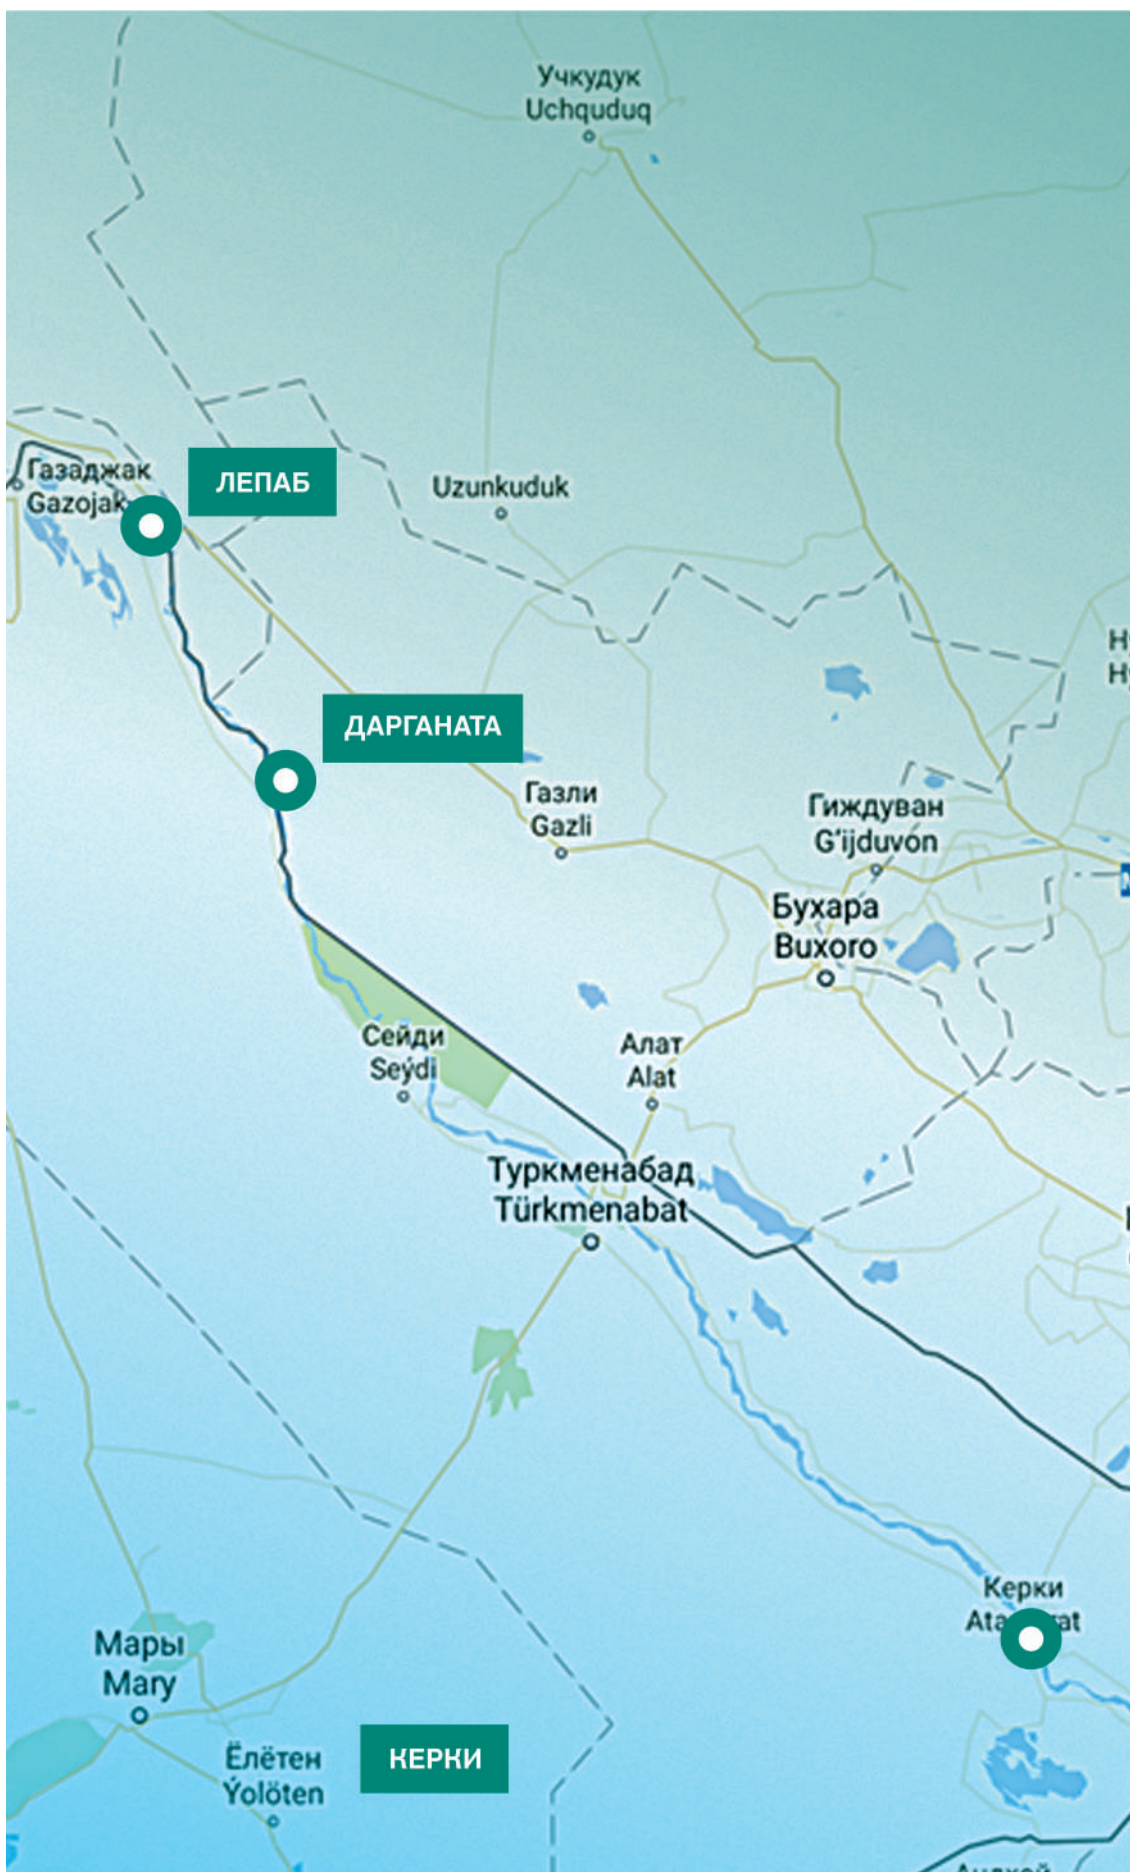 Учкудук
Uchquduq
Газаджак
Gazojak
ЛЕПАБ
Uzunkuduk
ДАРГАНАТА
Газли
Gazli
Гиждуван
G'ijduvon
Бухара
Buxoro
Сейди
Seýdi
Алат
Alat
Туркменабад
Türkmenabat
Керки
Мары
Mary
Ёлётен
Ýolöten
КЕРКИ